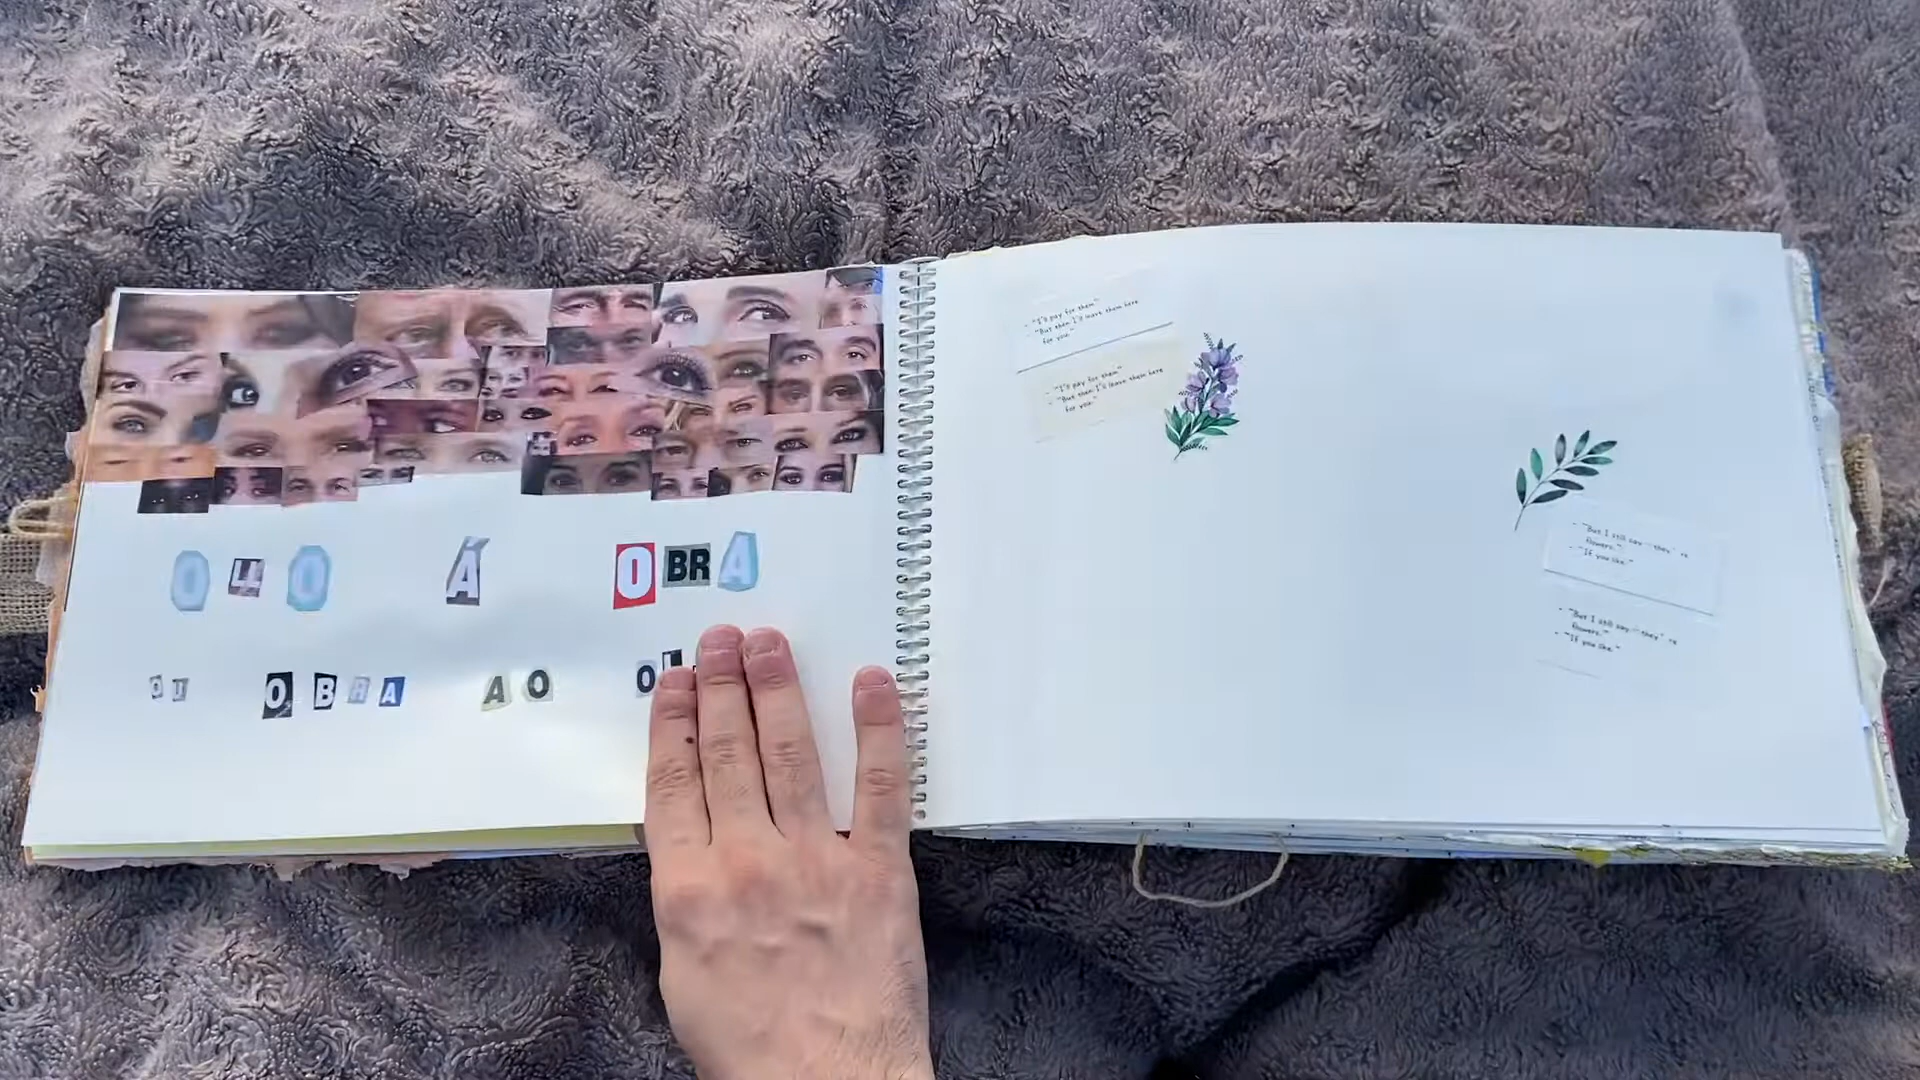 OLLO Á OBRA
OU OBRA AO
- "I'll pay for them"
- "But then I'll leave them here
for you."
- "I'll pay for them"
- "But then I'll leave them here
for you."
- "But I still say "they're
flowers."
- "If you like."
- "But I still say "they're
flowers."
- "If you like."